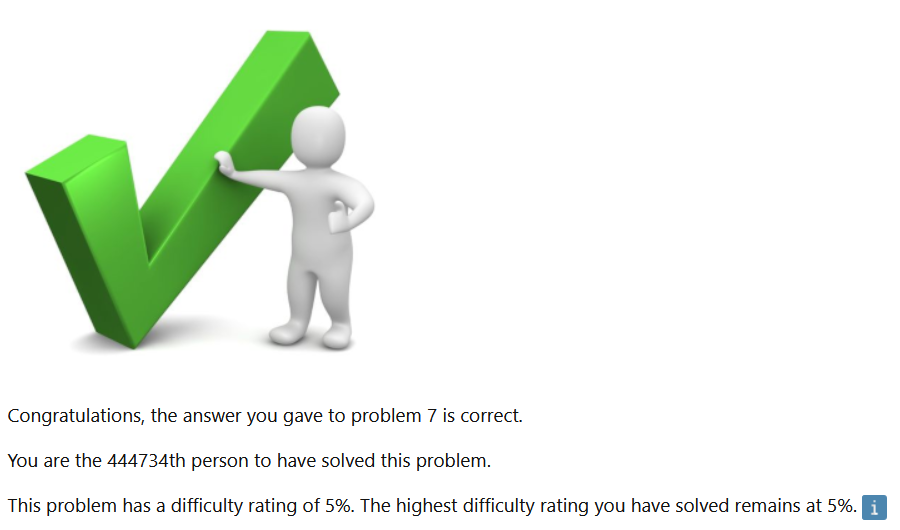 Congratulations, the answer you gave to problem 7 is correct.
You are the 444734th person to have solved this problem.
This problem has a difficulty rating of 5%. The highest difficulty rating you have solved remains at 5%. i